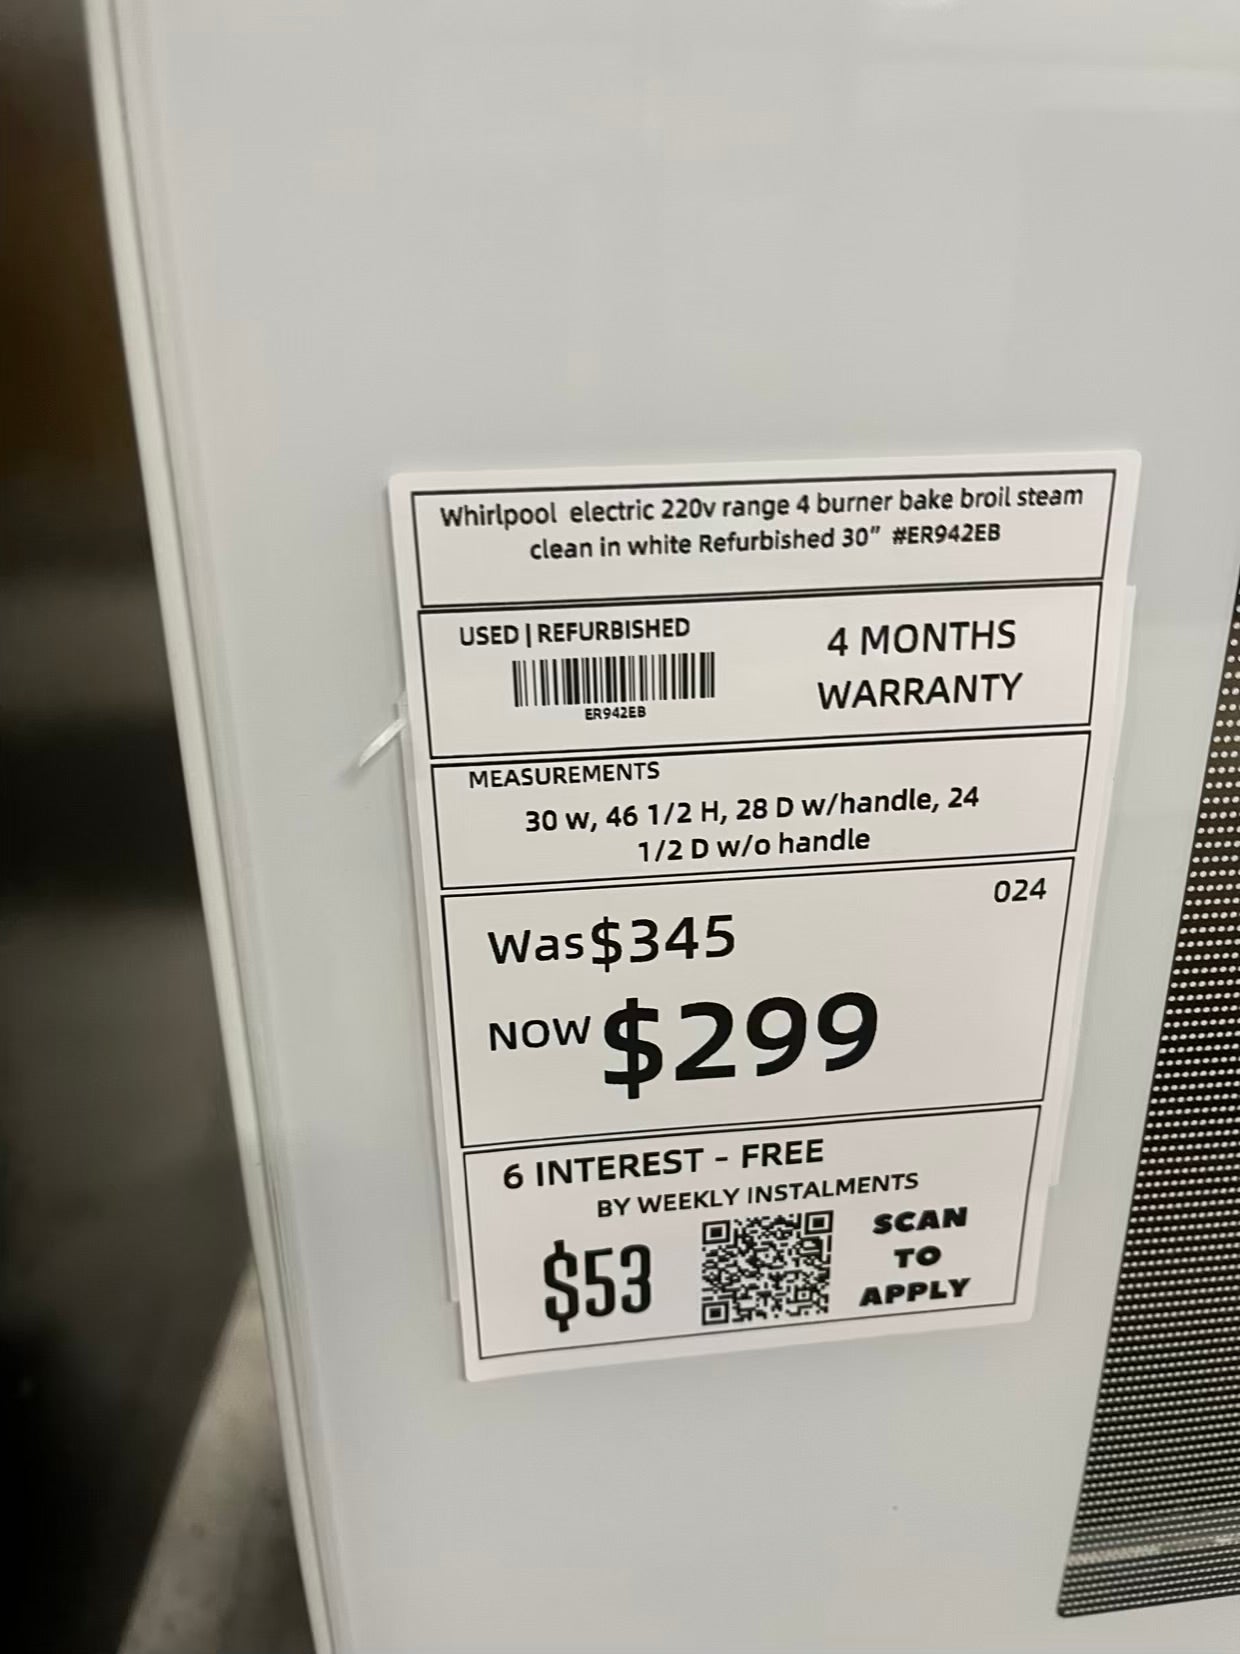 Whirlpool electric 220v range 4 burner bake broil steam
clean in white Refurbished 30" #ER942EB
USED | REFURBISHED
ER942EB
4 MONTHS
WARRANTY
MEASUREMENTS
30 w, 46 1/2 H, 28 D w/handle, 24
1/2 D w/o handle
024
Was $345
NOW $299
6 INTEREST - FREE
BY WEEKLY INSTALMENTS
$53
SCAN
TO
APPLY